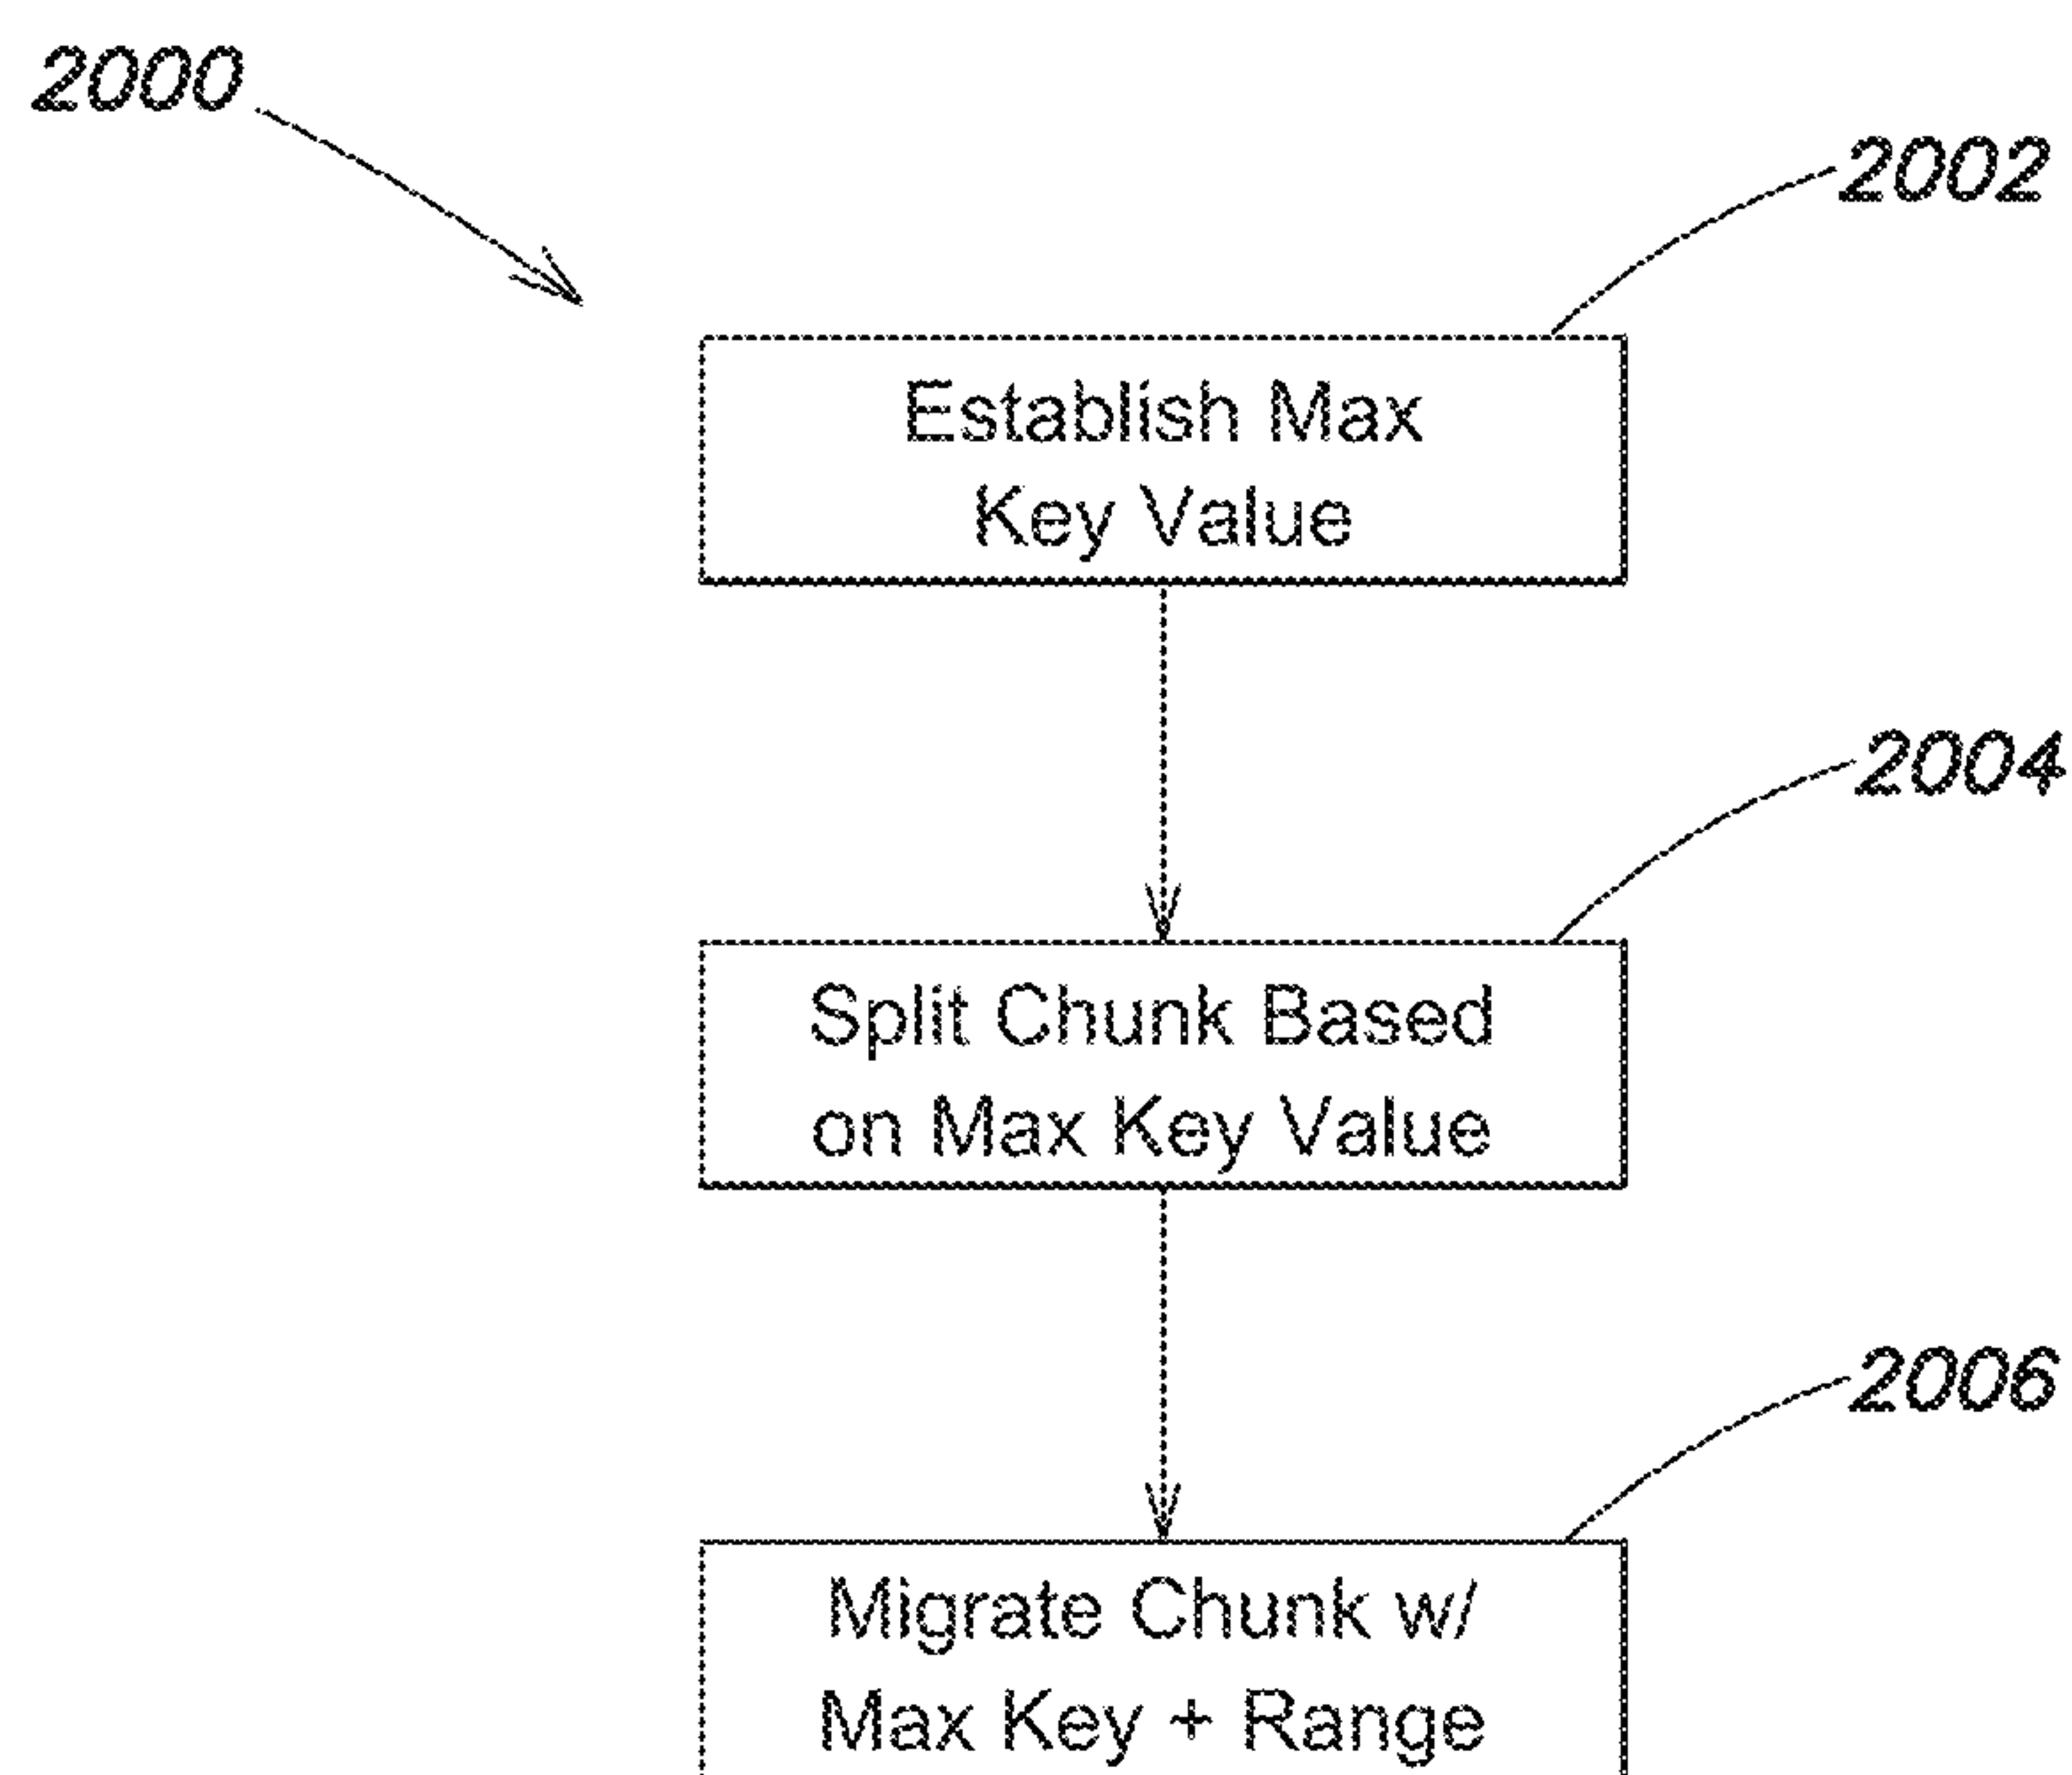 2000
2002
Establish Max
Key Value
2004
Split Chunk Based
on Max Key Value
2006
Migrate Chunk w/
Max Key + Range